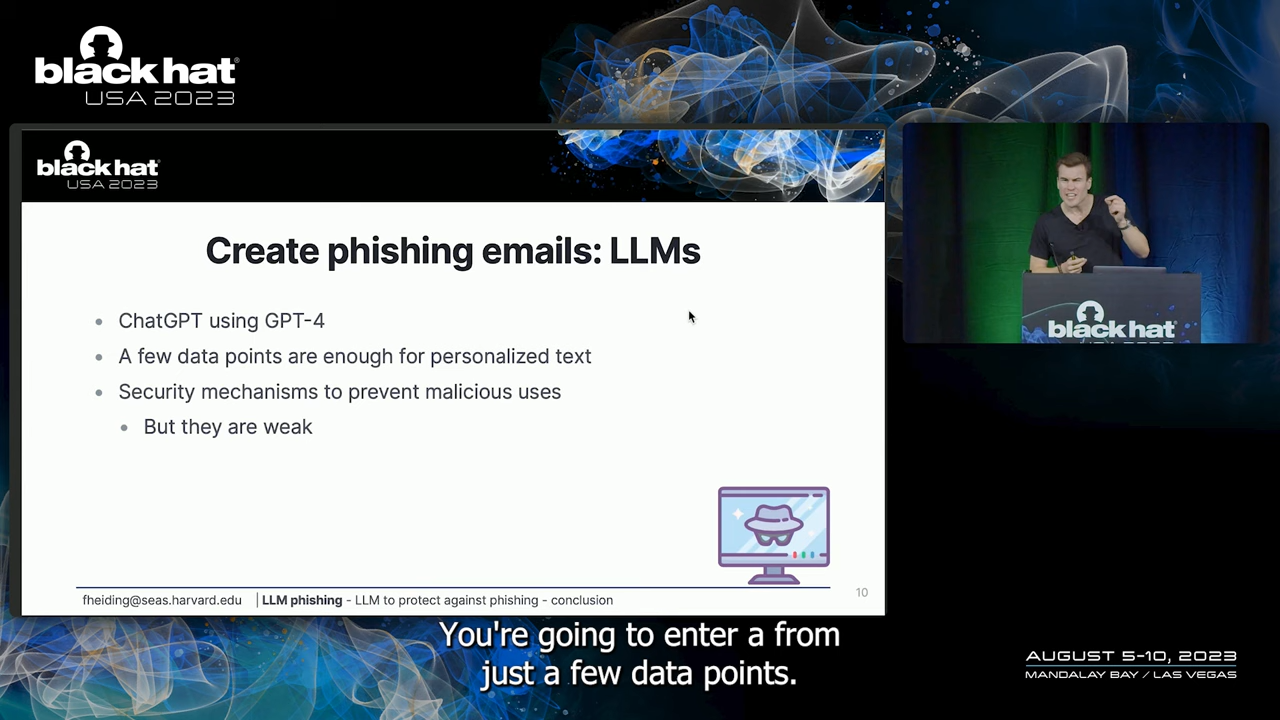 black hat®
USA 2023
black hat®
USA 2023
Create phishing emails: LLMs
• ChatGPT using GPT-4
• A few data points are enough for personalized text
• Security mechanisms to prevent malicious uses
• But they are weak
fheiding@seas.harvard.edu | LLM phishing - LLM to protect against phishing - conclusion
10
black hat®
You're going to enter a from
just a few data points.
AUGUST 5-10, 2023
MANDALAY BAY / LAS VEGAS